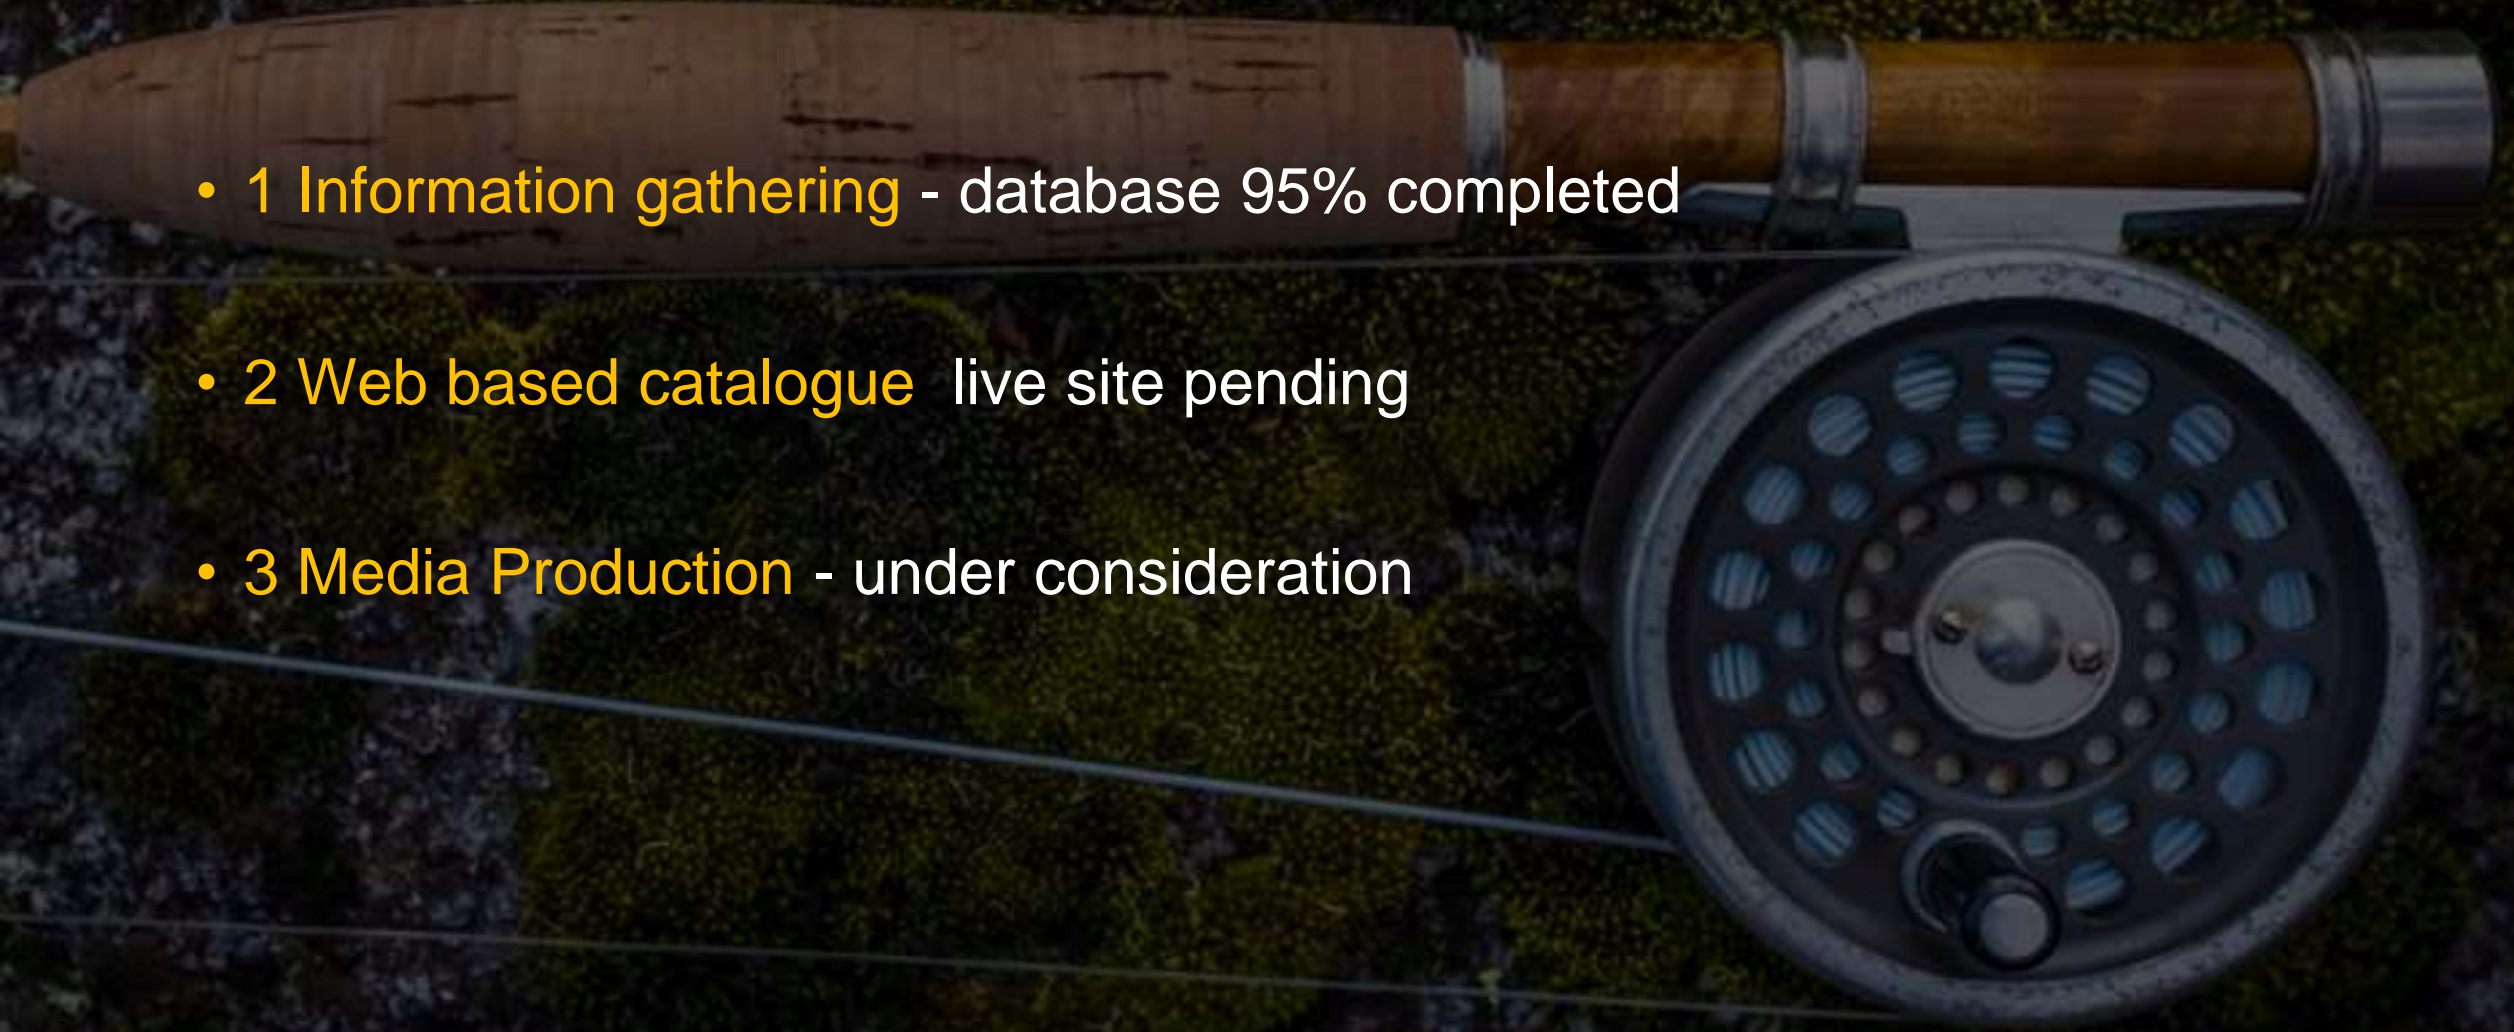 • 1 Information gathering - database 95% completed
• 2 Web based catalogue  live site pending
• 3 Media Production - under consideration